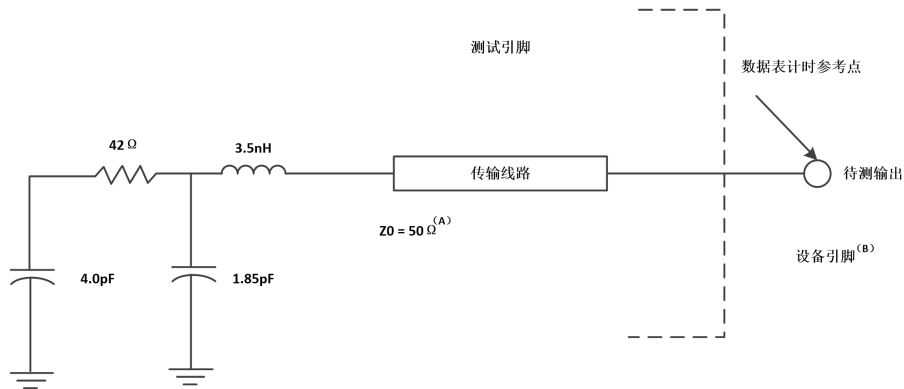 测试引脚
数据表计时参考点
42 Ω
3.5nH
传输线路
待测输出
Z0 = 50 Ω(A)
设备引脚(B)
4.0pF
1.85pF